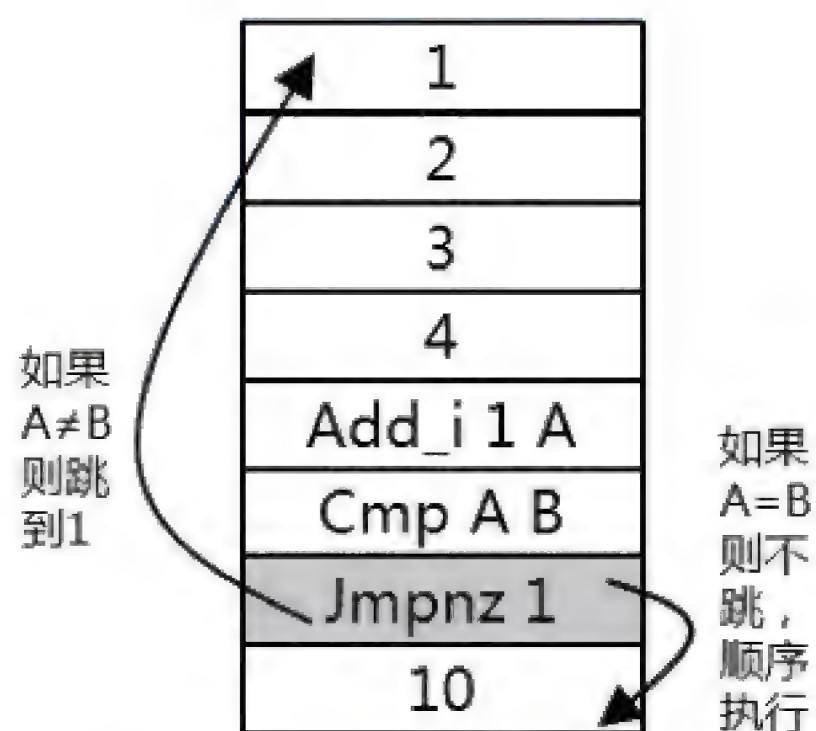 1
2
3
4
Add_i 1 A
Cmp A B
Jmpnz 1
10
如果
A≠B
则跳
到1
如果
A=B
则不
跳，
顺序
执行